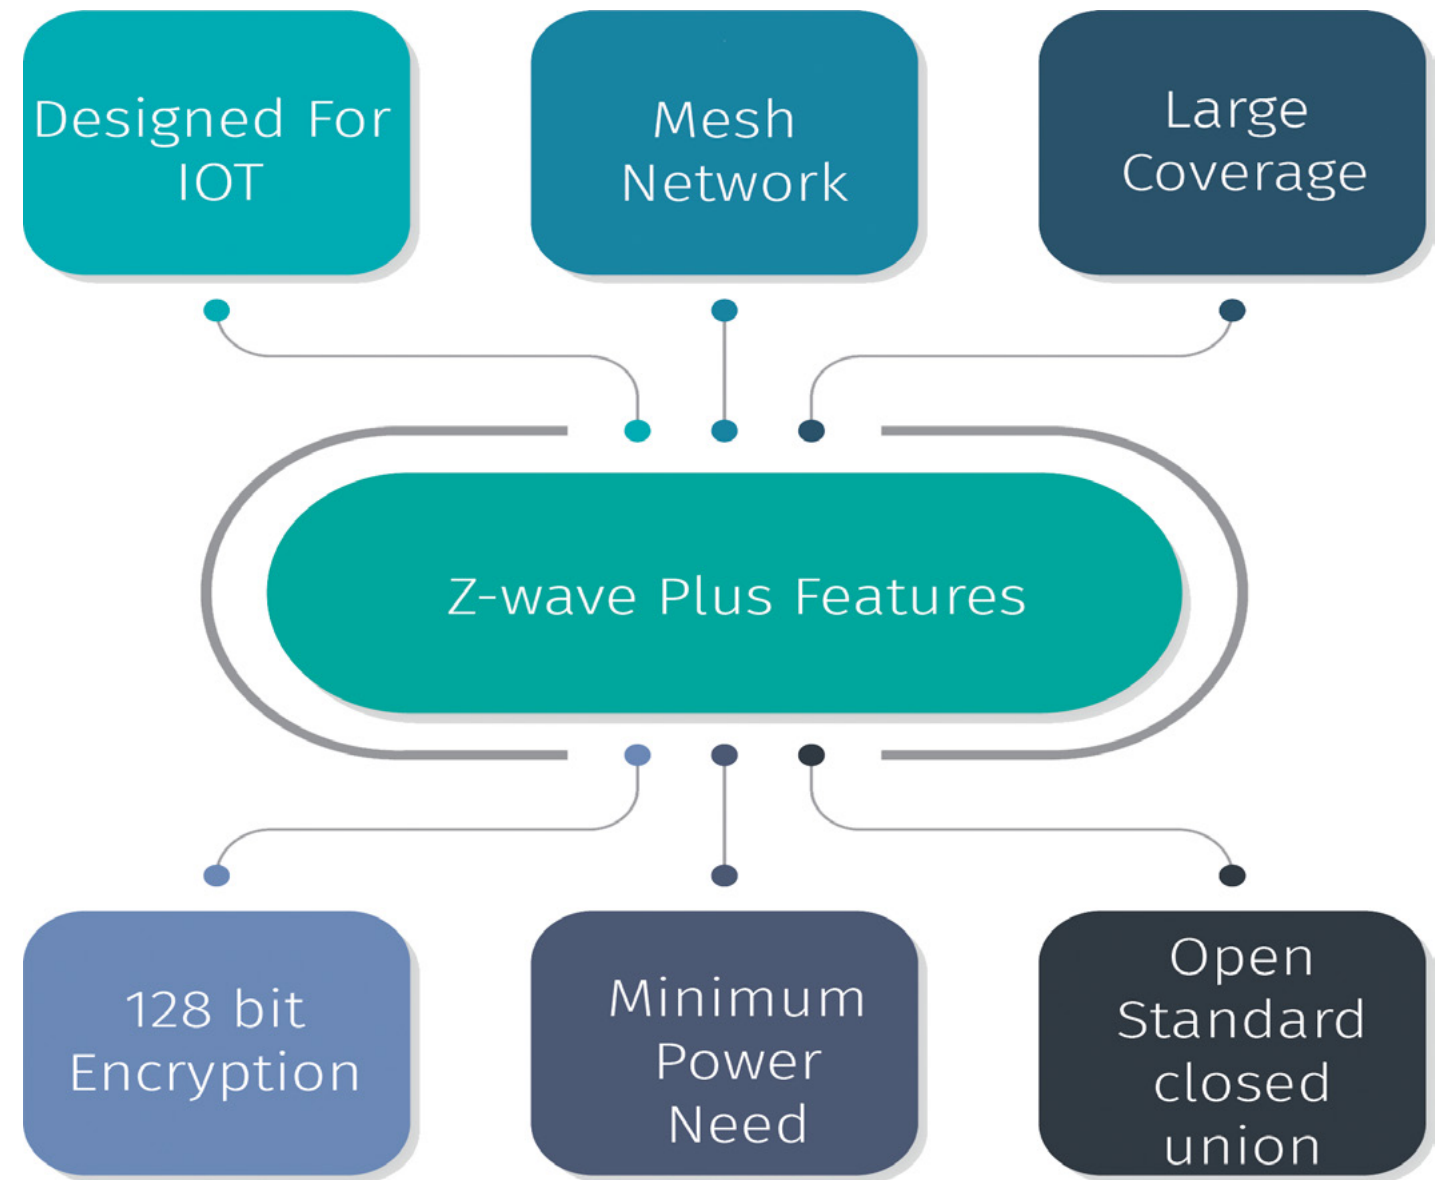 Designed For
IOT
Mesh
Network
Large
Coverage
Z-wave Plus Features
128 bit
Encryption
Minimum
Power
Need
Open
Standard
closed
union